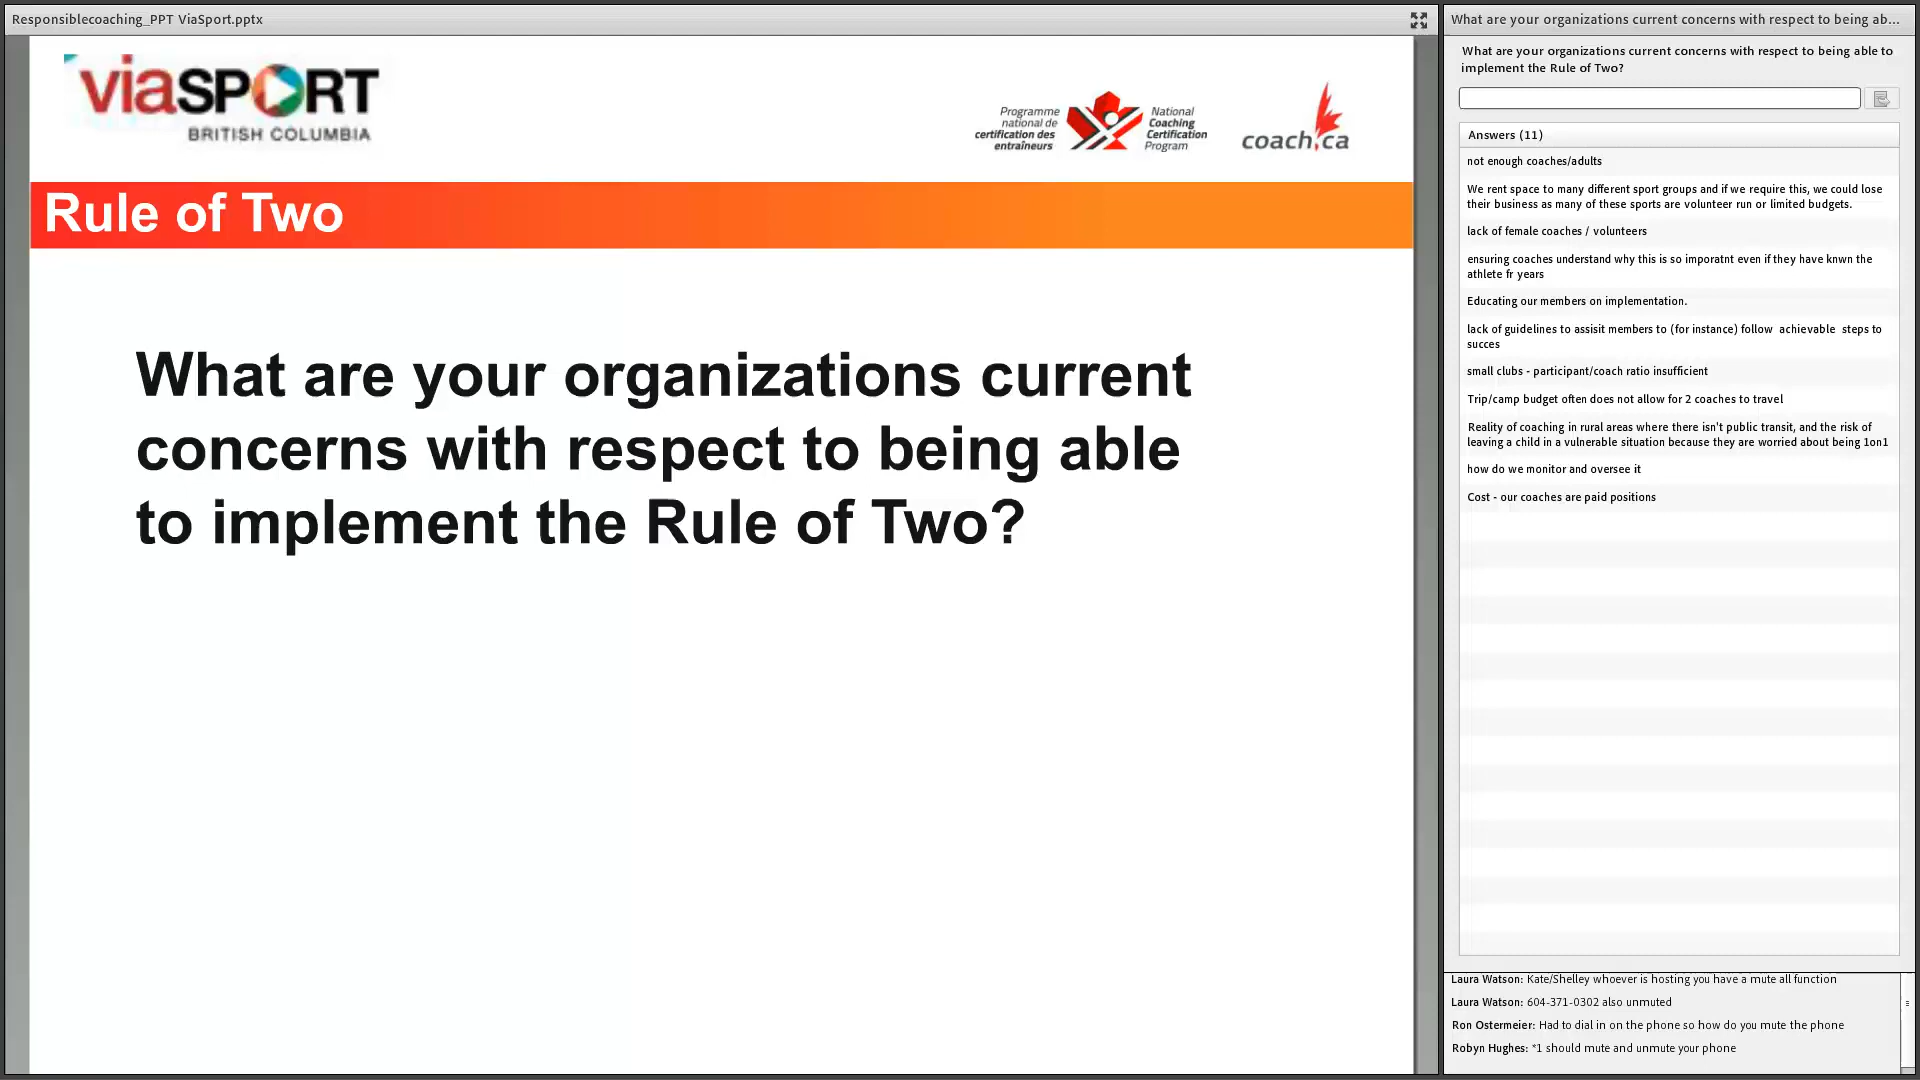 Responsiblecoaching_PPT ViaSport.pptx
viaSPORT
BRITISH COLUMBIA
Programme
national de
certification des
entraîneurs
National
Coaching
Certification
Program
coach.ca
Rule of Two
What are your organizations current
concerns with respect to being able
to implement the Rule of Two?
What are your organizations current concerns with respect to being ab...
What are your organizations current concerns with respect to being able to
implement the Rule of Two?
Answers (11)
not enough coaches/adults
We rent space to many different sport groups and if we require this, we could lose
their business as many of these sports are volunteer run or limited budgets.
lack of female coaches / volunteers
ensuring coaches understand why this is so imporatnt even if they have knwn the
athlete fr years
Educating our members on implementation.
lack of guidelines to assisit members to (for instance) follow  achievable  steps to
succes
small clubs - participant/coach ratio insufficient
Trip/camp budget often does not allow for 2 coaches to travel
Reality of coaching in rural areas where there isn't public transit, and the risk of
leaving a child in a vulnerable situation because they are worried about being 1on1
how do we monitor and oversee it
Cost - our coaches are paid positions
Laura Watson: Kate/Shelley whoever is hosting you have a mute all function
Laura Watson: 604-371-0302 also unmuted
Ron Ostermeier: Had to dial in on the phone so how do you mute the phone
Robyn Hughes: *1 should mute and unmute your phone